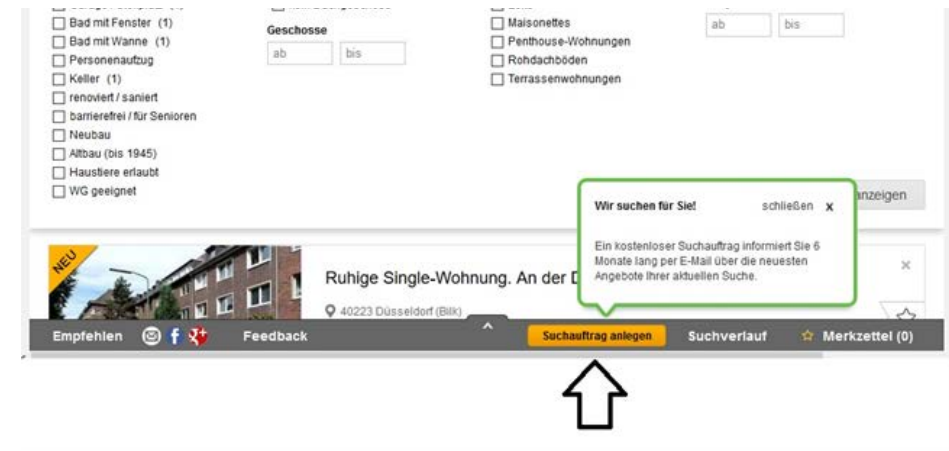 Bad mit Fenster (1)
Bad mit Wanne (1)
Personenaufzug
Keller (1)
renoviert / saniert
barrierefrei / für Senioren
Neubau
Altbau (bis 1945)
Haustiere erlaubt
WG geeignet
Geschosse
ab bis
Maisonettes
Penthouse-Wohnungen
Rohdachböden
Terrassenwohnungen
ab bis
anzeigen
Wir suchen für Sie! schließen x
Ein kostenloser Suchauftrag informiert Sie 6
Monate lang per E-Mail über die neuesten
Angebote Ihrer aktuellen Suche.
NEU
Ruhige Single-Wohnung. An der
40223 Düsseldorf (Bilk)
Empfehlen Feedback Suchauftrag anlegen Suchverlauf Merkzettel (0)